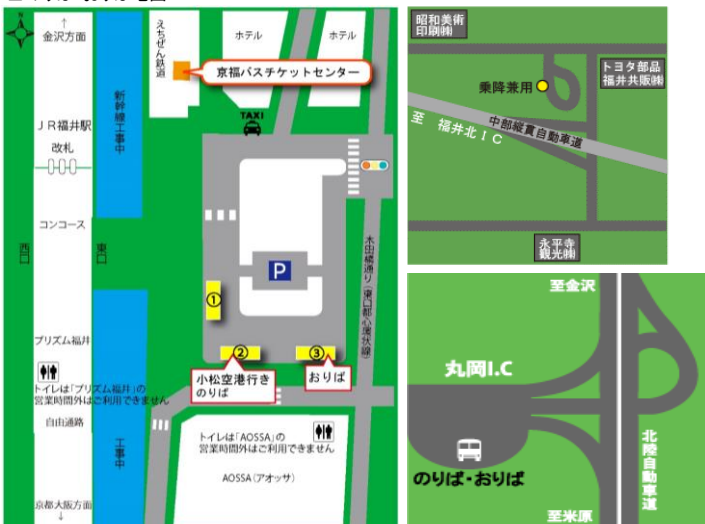 ↑
金沢方面
えちぜん鉄道
ホテル
ホテル
京福バスチケットセンター
新幹線工事中
TAXI
JR福井駅
改札
コンコース
西口
東口
P
木田橋通り(東口都心環状線)
①
②
③
小松空港行き
のりば
おりば
プリズム福井
トイレは「プリズム福井」の
営業時間外はご利用できません
自由通路
工事中
トイレは「AOSSA」の
営業時間外はご利用できません
AOSSA(アオッサ)
京都大阪方面
↓
昭和美術
印刷㈱
トヨタ部品
福井共販㈱
乗降兼用
至 福井北IC
中部縦貫自動車道
永平寺
観光㈱
至金沢
丸岡I.C
のりば・おりば
北陸自動車道
至米原